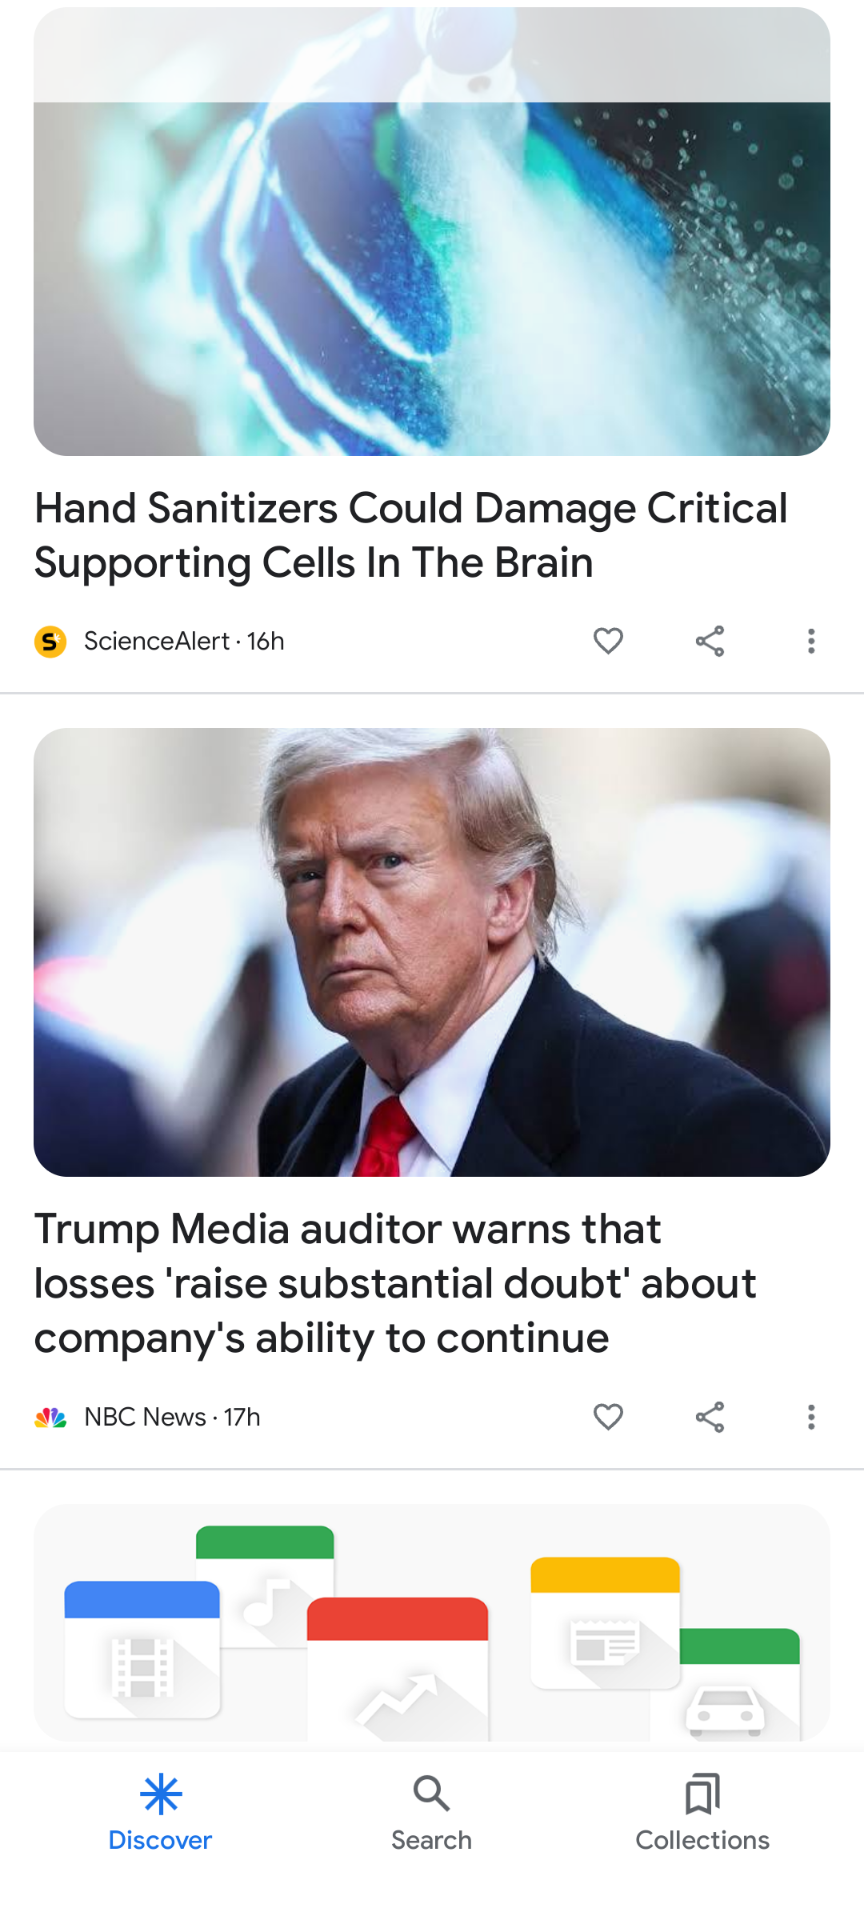 Hand Sanitizers Could Damage Critical
Supporting Cells In The Brain
S ScienceAlert · 16h
Trump Media auditor warns that
losses 'raise substantial doubt' about
company's ability to continue
NBC News · 17h
Discover
Search
Collections